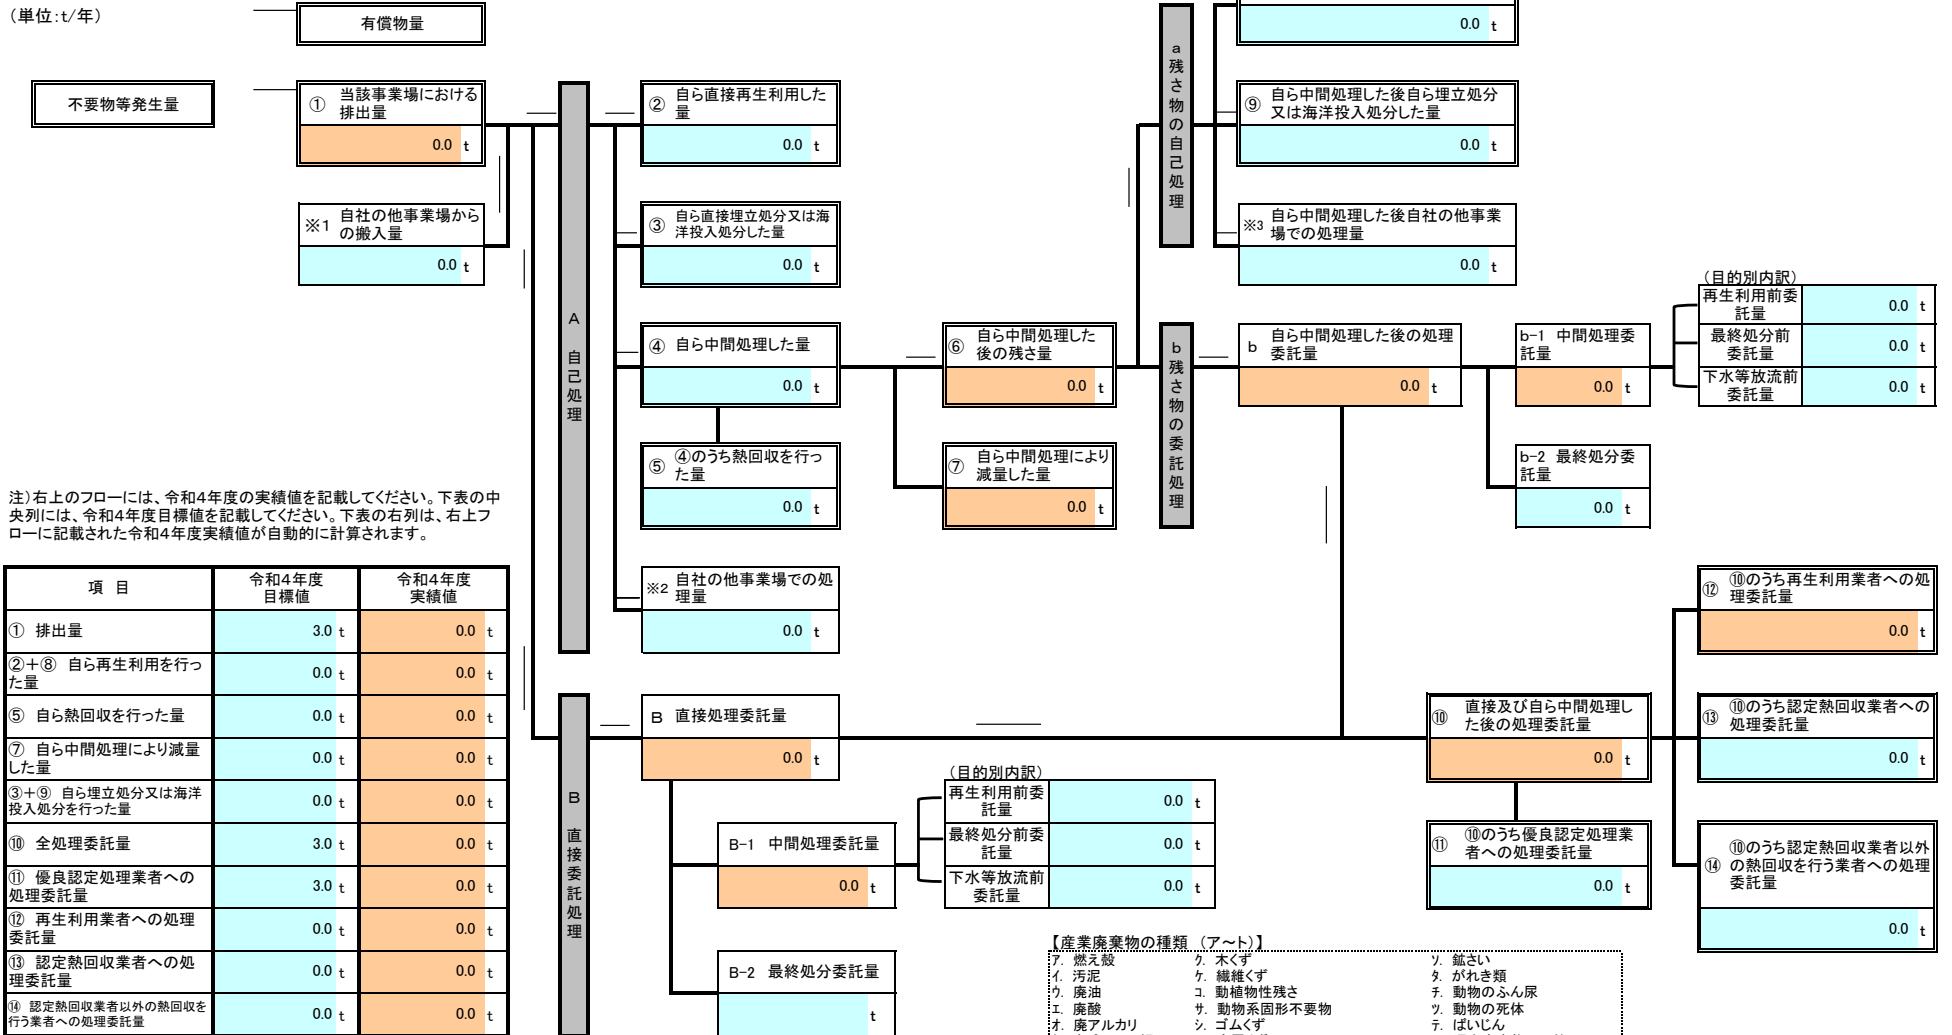 （単位:t/年）
有償物量
不要物等発生量
① 当該事業場における
排出量
0.0 t
※1 自社の他事業場から
の搬入量
0.0 t
A 自己処理
② 自ら直接再生利用した
量
0.0 t
③ 自ら直接埋立処分又は海
洋投入処分した量
0.0 t
④ 自ら中間処理した量
0.0 t
⑤ ④のうち熱回収を行っ
た量
0.0 t
※2 自社の他事業場での処
理量
0.0 t
⑥ 自ら中間処理した
後の残さ量
0.0 t
⑦ 自ら中間処理により
減量した量
0.0 t
a残さ物の自己処理
0.0 t
⑨ 自ら中間処理した後自ら埋立処分
又は海洋投入処分した量
0.0 t
※3 自ら中間処理した後自社の他事業
場での処理量
0.0 t
b残さ物の委託処理
b 自ら中間処理した後の処理
委託量
0.0 t
b-1 中間処理委
託量
0.0 t
b-2 最終処分委
託量
0.0 t
（目的別内訳）
再生利用前委
託量
0.0 t
最終処分前
委託量
0.0 t
下水等放流前
委託量
0.0 t
注）右上のフローには、令和4年度の実績値を記載してください。下表の中
央列には、令和4年度目標値を記載してください。下表の右列は、右上フ
ローに記載された令和4年度実績値が自動的に計算されます。
項 目 令和4年度
目標値 令和4年度
実績値
① 排出量 3.0 t 0.0 t
②＋⑧ 自ら再生利用を行っ
た量 0.0 t 0.0 t
⑤ 自ら熱回収を行った量 0.0 t 0.0 t
⑦ 自ら中間処理により減量
した量 0.0 t 0.0 t
③＋⑨ 自ら埋立処分又は海洋
投入処分を行った量 0.0 t 0.0 t
⑩ 全処理委託量 3.0 t 0.0 t
⑪ 優良認定処理業者への
処理委託量 3.0 t 0.0 t
⑫ 再生利用業者への処理
委託量 0.0 t 0.0 t
⑬ 認定熱回収業者への処
理委託量 0.0 t 0.0 t
⑭ 認定熱回収業者以外の熱回収を
行う業者への処理委託量 0.0 t 0.0 t
B 直接委託処理
B 直接処理委託量
0.0 t
B-1 中間処理委託量
0.0 t
B-2 最終処分委託量
t
（目的別内訳）
再生利用前委
託量
0.0 t
最終処分前委
託量
0.0 t
下水等放流前
委託量
0.0 t
⑩ 直接及び自ら中間処理し
た後の処理委託量
0.0 t
⑪ ⑩のうち優良認定処理業
者への処理委託量
0.0 t
⑫ ⑩のうち再生利用業者への処
理委託量
0.0 t
⑬ ⑩のうち認定熱回収業者への
処理委託量
0.0 t
⑭ ⑩のうち認定熱回収業者以外
の熱回収を行う業者への処理
委託量
0.0 t
【産業廃棄物の種類 （ア～ト）】
ア. 燃え殻 ク. 木くず ソ. 鉱さい
イ. 汚泥 ケ. 繊維くず タ. がれき類
ウ. 廃油 コ. 動植物性残さ チ. 動物のふん尿
エ. 廃酸 サ. 動物系固形不要物 ツ. 動物の死体
オ. 廃アルカリ シ. ゴムくず テ. ばいじん